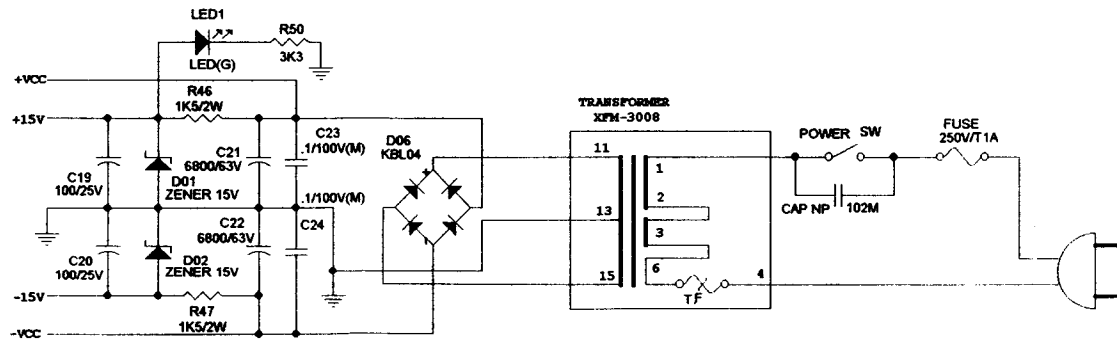 LED1
R50
3K3
LED(G)
+VCC
R46
1K5/2W
+15V
TRANSFORMER
XFM-3008
FUSE
250V/T1A
POWER SW
C23
.1/100V(M)
D06
KBL04
C21
6800/63V
11
1
C19
100/25V
D01
ZENER 15V
.1/100V(M)
2
CAP NP
102M
13
C22
6800/63V
C24
3
C20
100/25V
D02
ZENER 15V
15
6
4
TF
-15V
R47
1K5/2W
-VCC
+
-